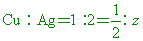 Cu : Ag=1 :2=1/2: z